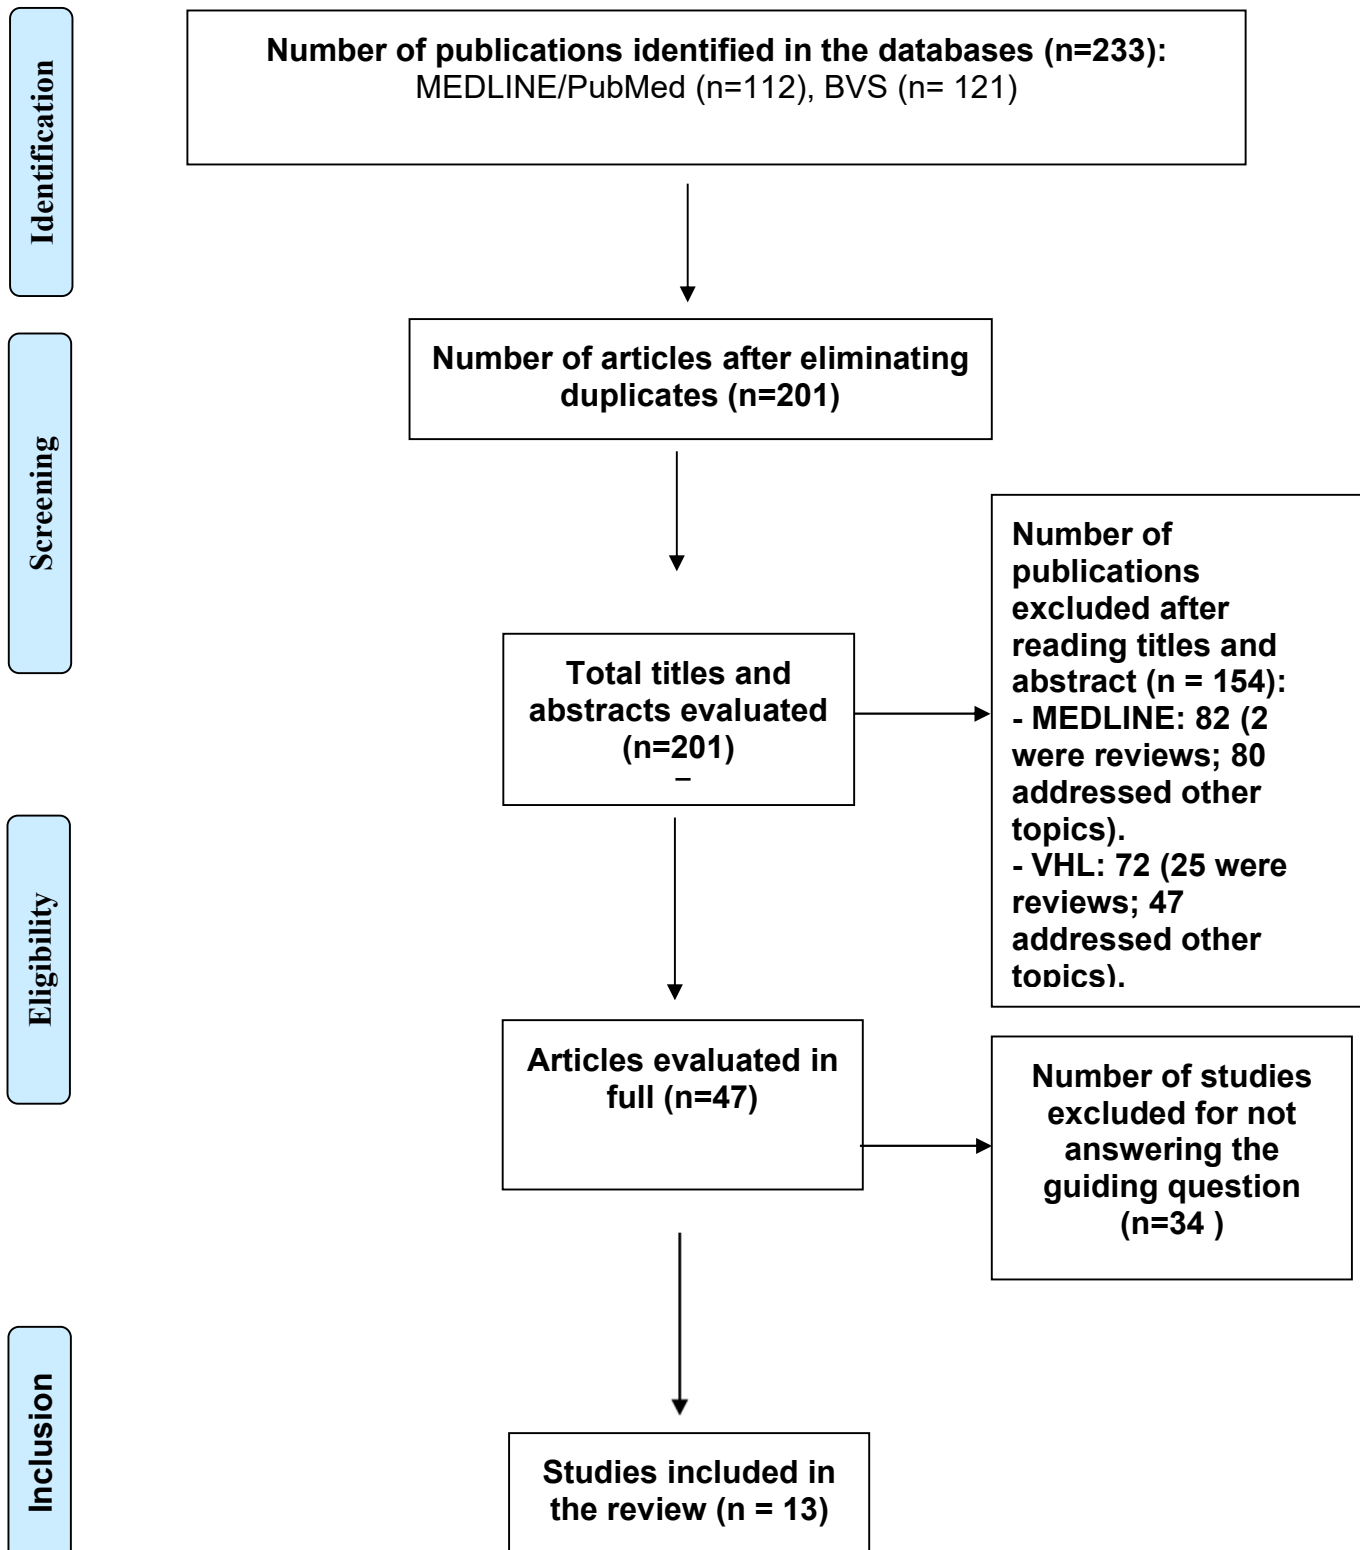 Identification
Number of publications identified in the databases (n=233):
MEDLINE/PubMed (n=112), BVS (n= 121)
Screening
Number of articles after eliminating
duplicates (n=201)
Total titles and
abstracts evaluated
(n=201)
–
Number of
publications
excluded after
reading titles and
abstract (n = 154):
- MEDLINE: 82 (2
were reviews; 80
addressed other
topics).
- VHL: 72 (25 were
reviews; 47
addressed other
topics).
Eligibility
Articles evaluated in
full (n=47)
Number of studies
excluded for not
answering the
guiding question
(n=34 )
Inclusion
Studies included in
the review (n = 13)